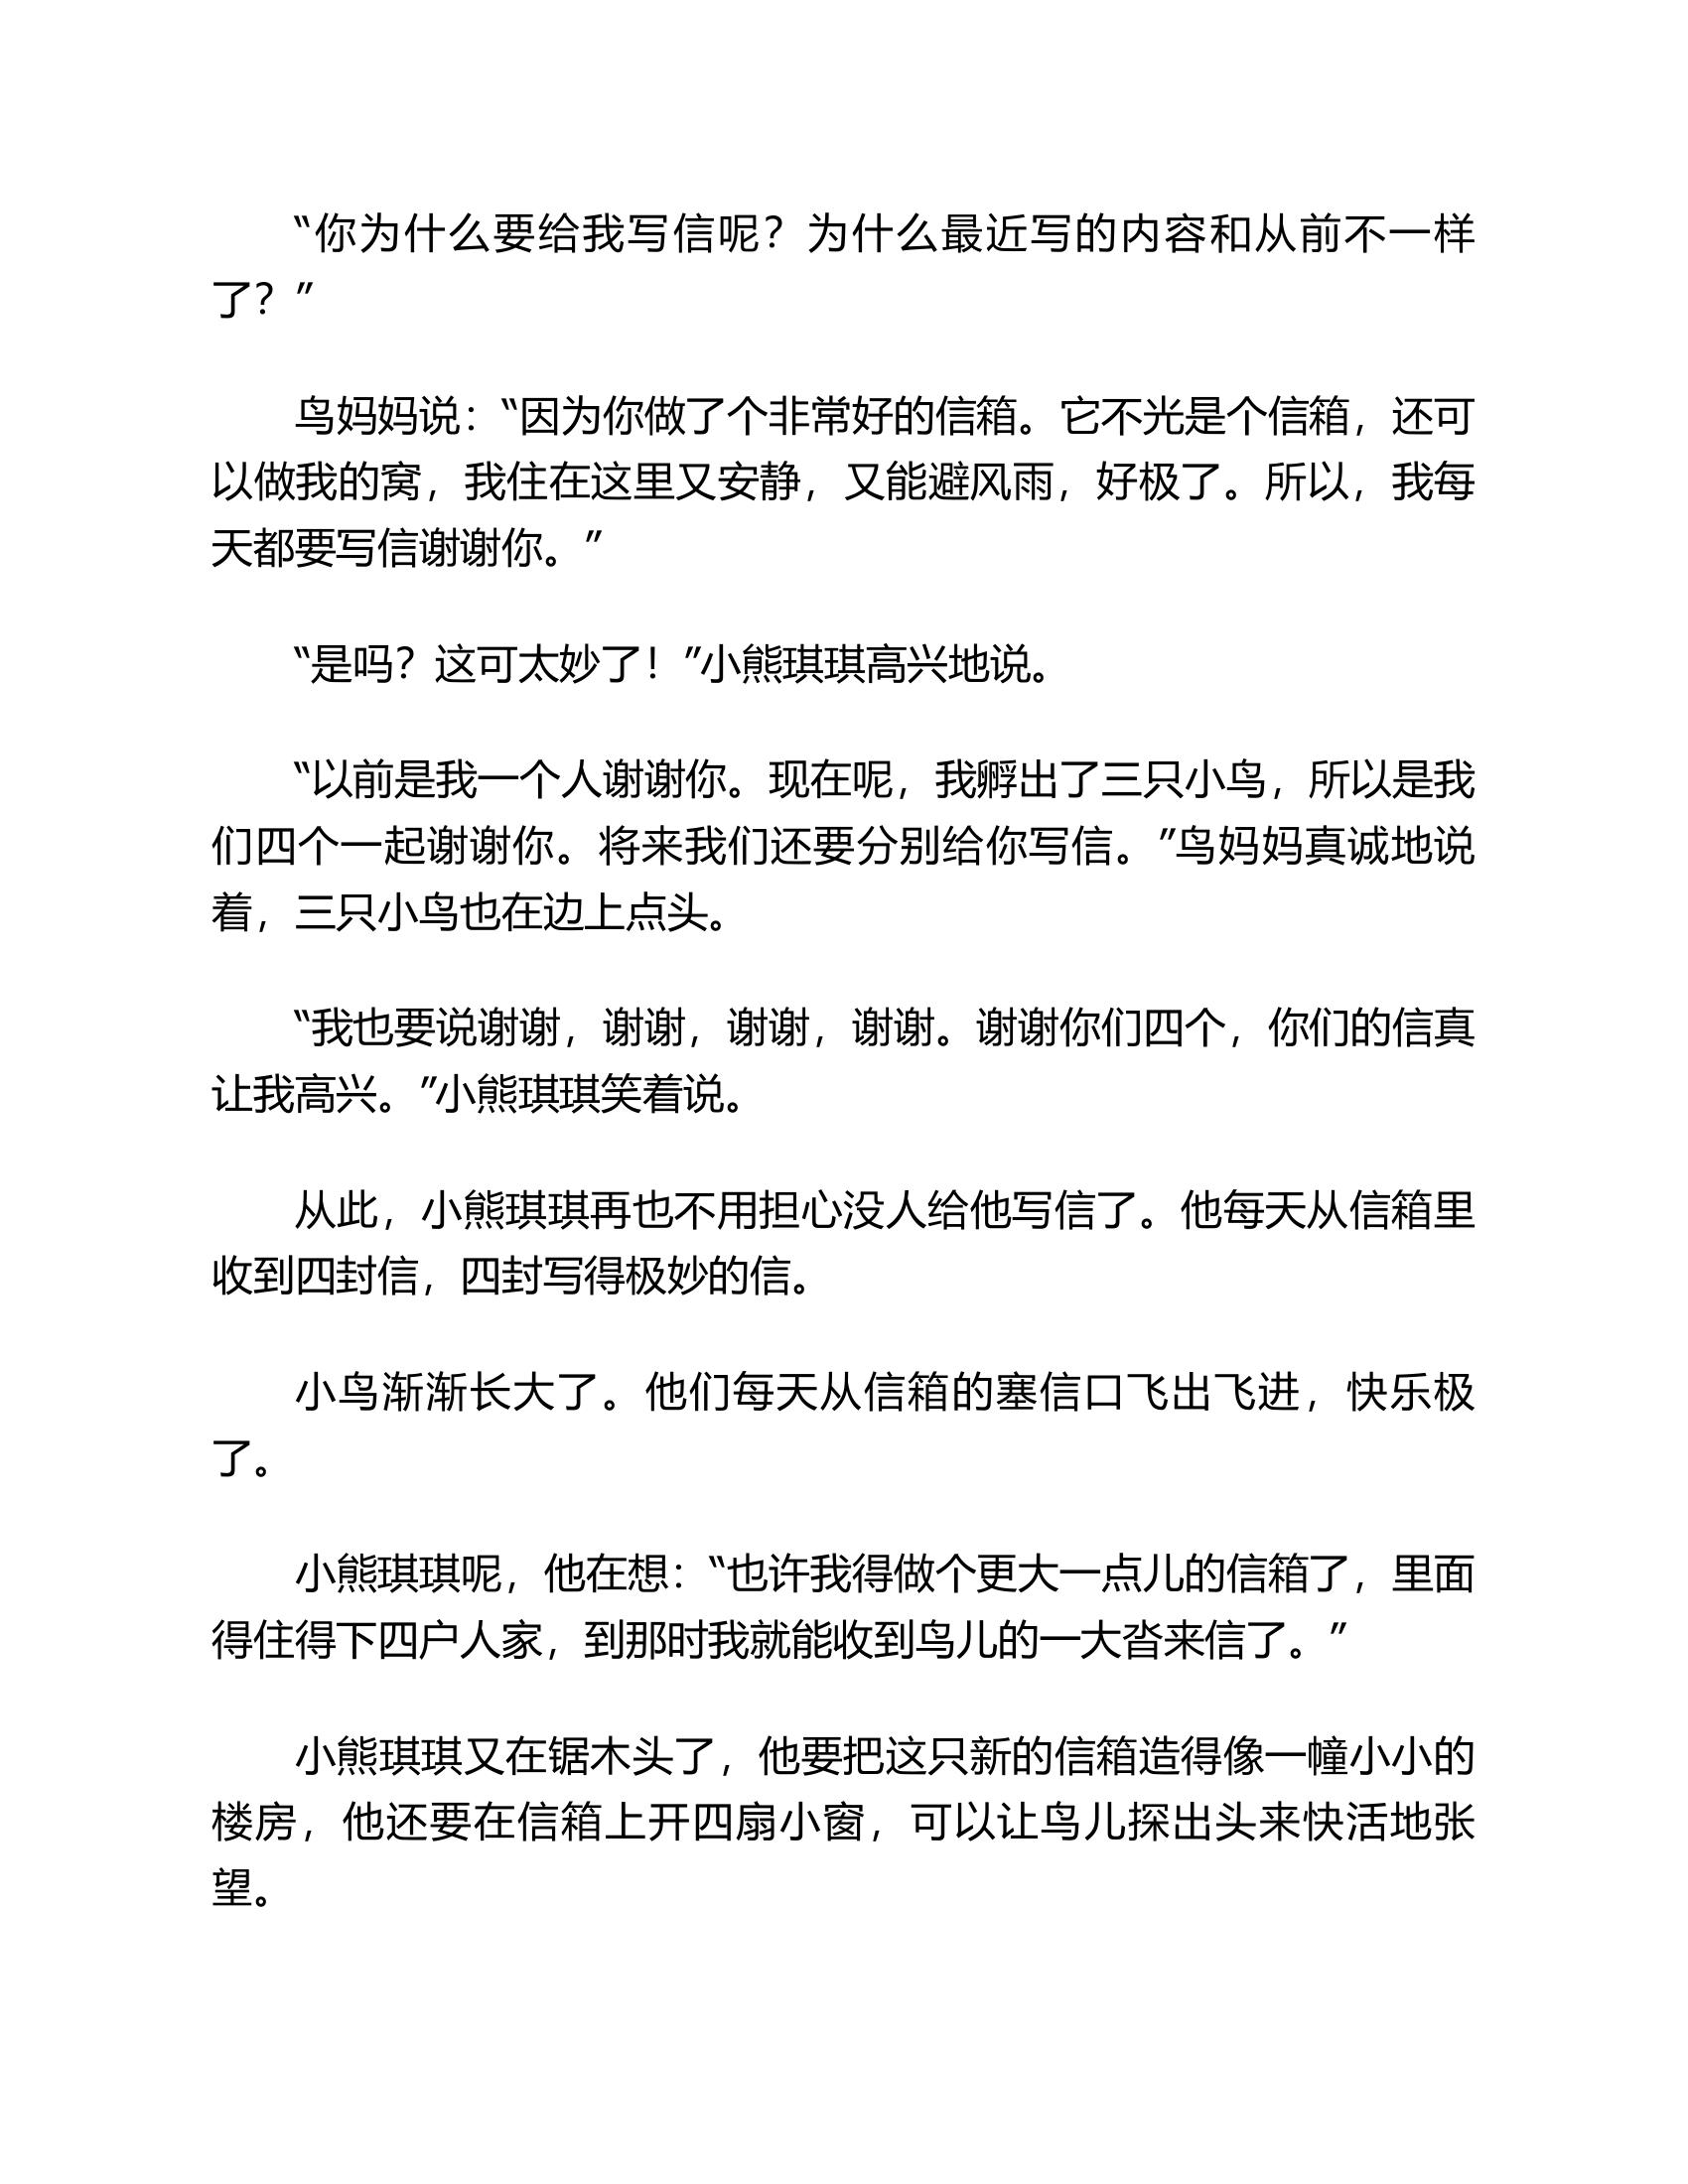 “你为什么要给我写信呢？为什么最近写的内容和从前不一样
了？”
鸟妈妈说：“因为你做了个非常好的信箱。它不光是个信箱，还可
以做我的窝，我住在这里又安静，又能避风雨，好极了。所以，我每
天都要写信谢谢你。”
“是吗？这可太妙了！”小熊琪琪高兴地说。
“以前是我一个人谢谢你。现在呢，我孵出了三只小鸟，所以是我
们四个一起谢谢你。将来我们还要分别给你写信。”鸟妈妈真诚地说
着，三只小鸟也在边上点头。
“我也要说谢谢，谢谢，谢谢，谢谢。谢谢你们四个，你们的信真
让我高兴。”小熊琪琪笑着说。
从此，小熊琪琪再也不用担心没人给他写信了。他每天从信箱里
收到四封信，四封写得极妙的信。
小鸟渐渐长大了。他们每天从信箱的塞信口飞出飞进，快乐极
了。
小熊琪琪呢，他在想：“也许我得做个更大一点儿的信箱了，里面
得住得下四户人家，到那时我就能收到鸟儿的一大沓来信了。”
小熊琪琪又在锯木头了，他要把这只新的信箱造得像一幢小小的
楼房，他还要在信箱上开四扇小窗，可以让鸟儿探出头来快活地张
望。